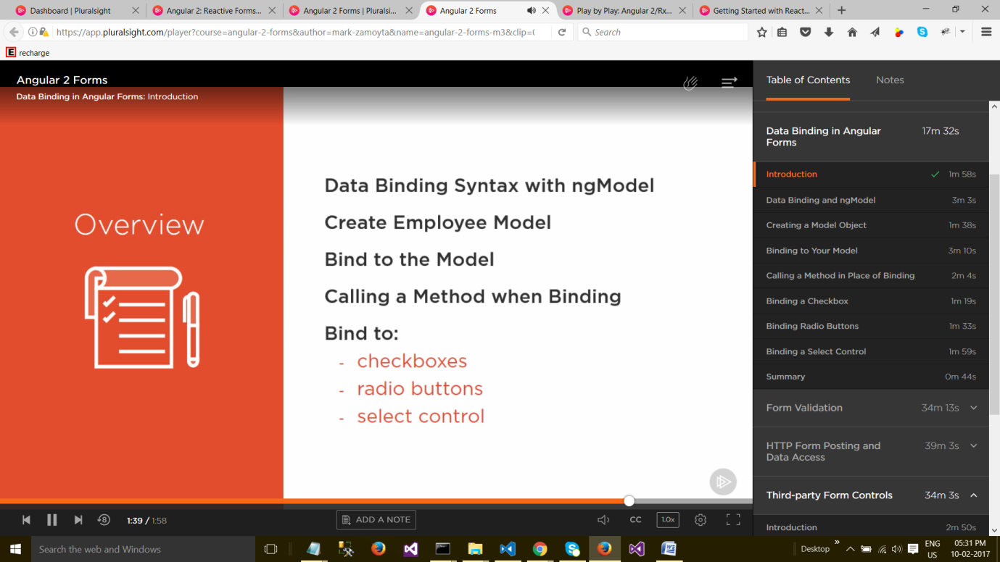 Dashboard | Pluralsight
Angular 2: Reactive Forms...
Angular 2 Forms | Pluralsi...
Angular 2 Forms
Play by Play: Angular 2/Rx...
Getting Started with React...
https://app.pluralsight.com/player?course=angular-2-forms&author=mark-zamoyta&name=angular-2-forms-m3&clip=
Search
E recharge
Angular 2 Forms
Data Binding in Angular Forms: Introduction
Overview
Data Binding Syntax with ngModel
Create Employee Model
Bind to the Model
Calling a Method when Binding
Bind to:
- checkboxes
- radio buttons
- select control
8
1:39 / 1:58
ADD A NOTE
CC
1.0x
Table of Contents
Notes
Data Binding in Angular
Forms
17m 32s
Introduction 1m 58s
Data Binding and ngModel 3m 3s
Creating a Model Object 1m 38s
Binding to Your Model 3m 10s
Calling a Method in Place of Binding 2m 4s
Binding a Checkbox 1m 19s
Binding Radio Buttons 1m 33s
Binding a Select Control 1m 59s
Summary 0m 44s
Form Validation 34m 13s
HTTP Form Posting and
Data Access
39m 3s
Third-party Form Controls 34m 3s
Introduction 2m 50s
Search the web and Windows
Desktop
ENG
US
05:31 PM
10-02-2017